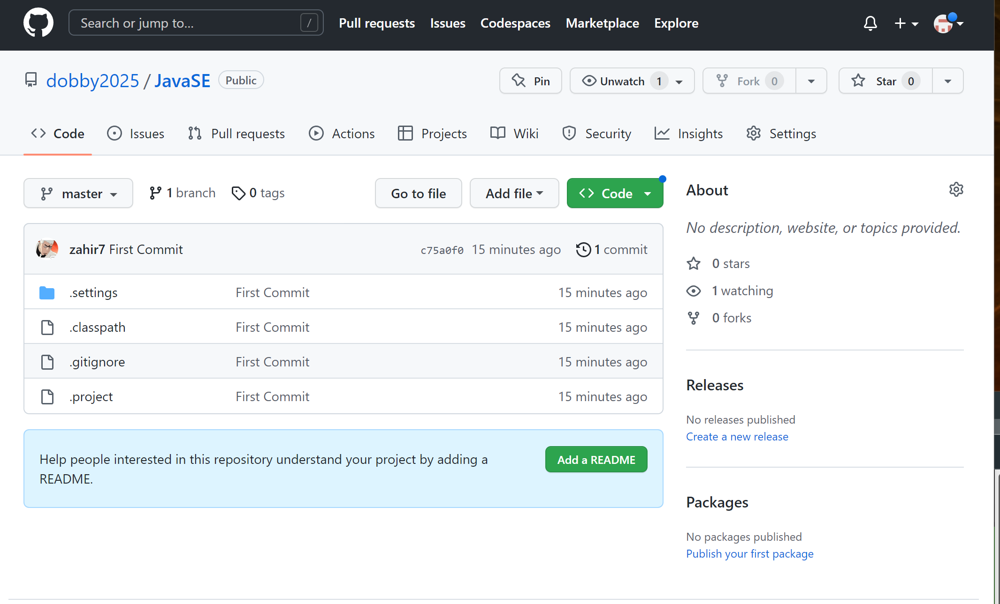 Search or jump to... /
Pull requests Issues Codespaces Marketplace Explore
dobby2025 / JavaSE Public
Pin Unwatch 1 Fork 0 Star 0
Code Issues Pull requests Actions Projects Wiki Security Insights Settings
master 1 branch 0 tags Go to file Add file Code
zahir7 First Commit c75a0f0 15 minutes ago 1 commit
.settings First Commit 15 minutes ago
.classpath First Commit 15 minutes ago
.gitignore First Commit 15 minutes ago
.project First Commit 15 minutes ago
Help people interested in this repository understand your project by adding a
README.
Add a README
About
No description, website, or topics provided.
0 stars
1 watching
0 forks
Releases
No releases published
Create a new release
Packages
No packages published
Publish your first package